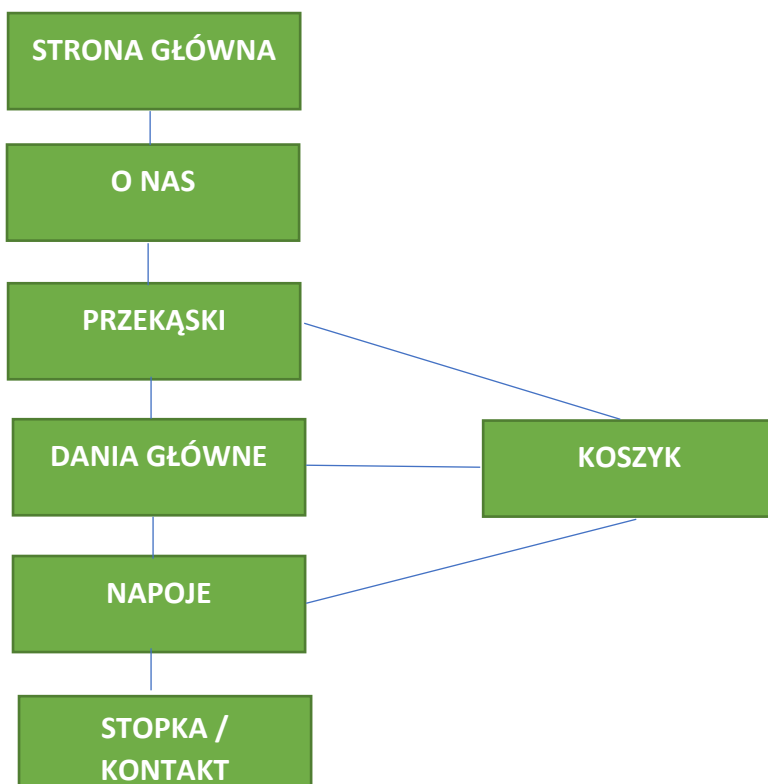 STRONA GŁÓWNA
O NAS
PRZEKĄSKI
DANIA GŁÓWNE
KOSZYK
NAPOJE
STOPKA /
KONTAKT